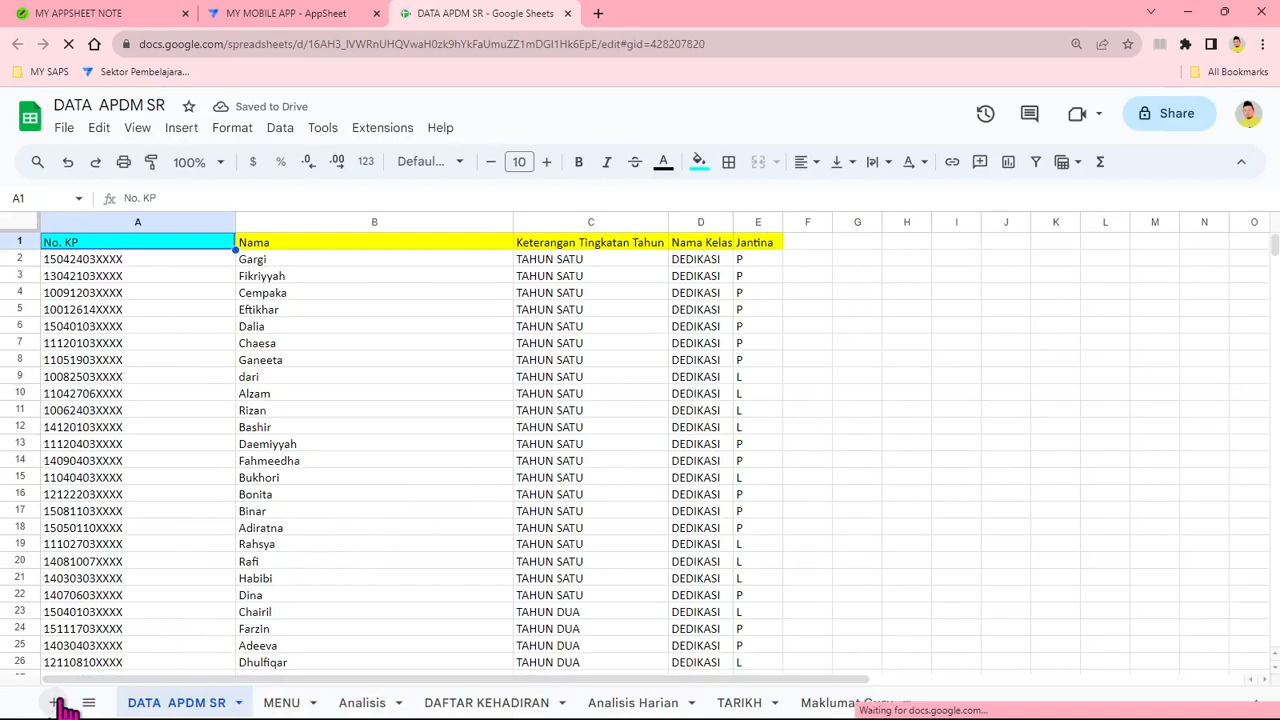 MY APPSHEET NOTE
MY MOBILE APP - AppSheet
DATA APDM SR - Google Sheets
docs.google.com/spreadsheets/d/16AH3_IVWRnUHQVwaH0zk9hYkFaDmuZZ1mDGI1Hk6EpE/edit#gid=428207820
MY SAPS Sektor Pembelajara... All Bookmarks
DATA APDM SR Saved to Drive
Share
File Edit View Insert Format Data Tools Extensions Help
100% $ % .0 .00 123 Defaul... 10 B I A
A1 No. KP
A B C D E F G H I J K L M N O
1 No. KP Nama Keterangan Tingkatan Tahun Nama Kelas Jantina
2 15042403XXXX Gargi TAHUN SATU DEDIKASI P
3 13042103XXXX Fikriyyah TAHUN SATU DEDIKASI P
4 10091203XXXX Cempaka TAHUN SATU DEDIKASI P
5 10012614XXXX Eftikhar TAHUN SATU DEDIKASI P
6 15040103XXXX Dalia TAHUN SATU DEDIKASI P
7 11120103XXXX Chaesa TAHUN SATU DEDIKASI P
8 11051903XXXX Ganeeta TAHUN SATU DEDIKASI P
9 10082503XXXX dari TAHUN SATU DEDIKASI L
10 11042706XXXX Alzam TAHUN SATU DEDIKASI L
11 10062403XXXX Rizan TAHUN SATU DEDIKASI L
12 14120103XXXX Bashir TAHUN SATU DEDIKASI L
13 11120403XXXX Daemiyyah TAHUN SATU DEDIKASI P
14 14090403XXXX Fahmeedha TAHUN SATU DEDIKASI P
15 11040403XXXX Bukhori TAHUN SATU DEDIKASI L
16 12122203XXXX Bonita TAHUN SATU DEDIKASI P
17 15081103XXXX Binar TAHUN SATU DEDIKASI P
18 15050110XXXX Adiratna TAHUN SATU DEDIKASI P
19 11102703XXXX Rahsya TAHUN SATU DEDIKASI L
20 14081007XXXX Rafi TAHUN SATU DEDIKASI L
21 14030303XXXX Habibi TAHUN SATU DEDIKASI L
22 14070603XXXX Dina TAHUN SATU DEDIKASI P
23 15040103XXXX Chairil TAHUN DUA DEDIKASI L
24 15111703XXXX Farzin TAHUN DUA DEDIKASI P
25 14030403XXXX Adeeva TAHUN DUA DEDIKASI P
26 12110810XXXX Dhulfiqar TAHUN DUA DEDIKASI L
DATA APDM SR MENU Analisis DAFTAR KEHADIRAN Analisis Harian TARIKH Maklumat
Waiting for docs.google.com...